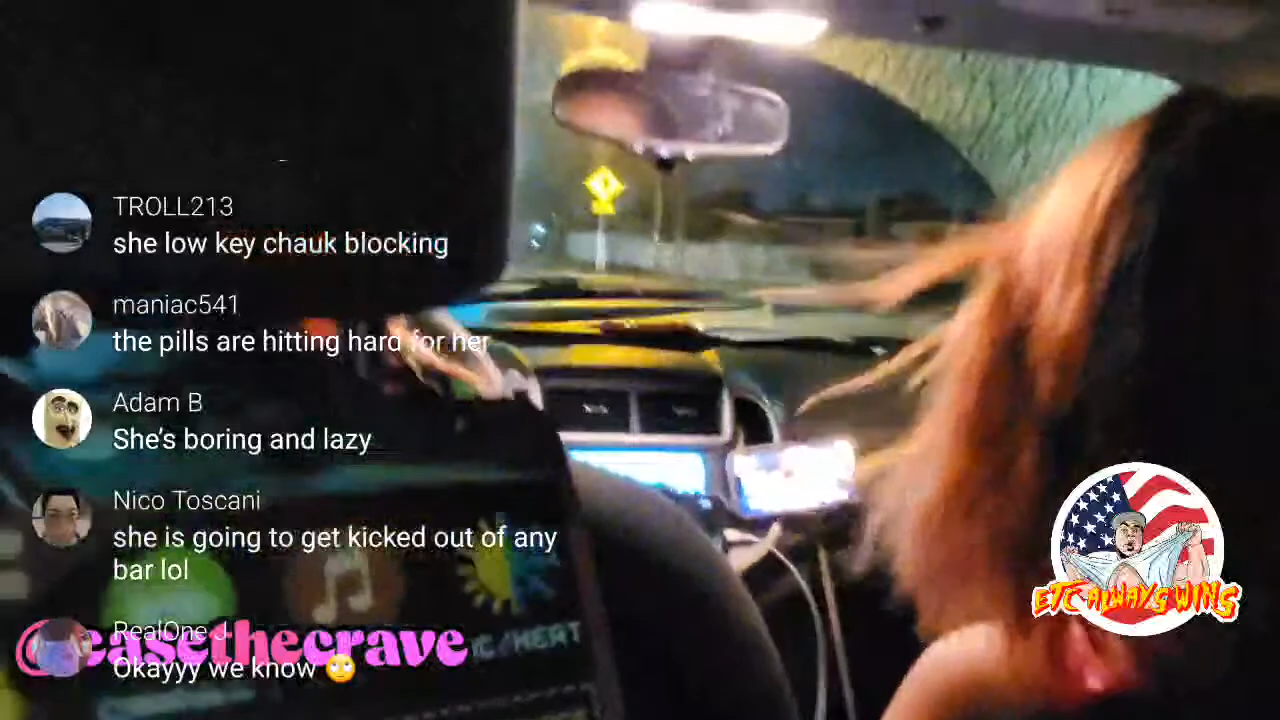 TROLL213
she low key chauk blocking
maniac541
the pills are hitting hard for her
Adam B
She's boring and lazy
Nico Toscani
she is going to get kicked out of any
bar lol
RealOne J
Okayyy we know 🙄
easethecrave
ETC ALWAYS WINS